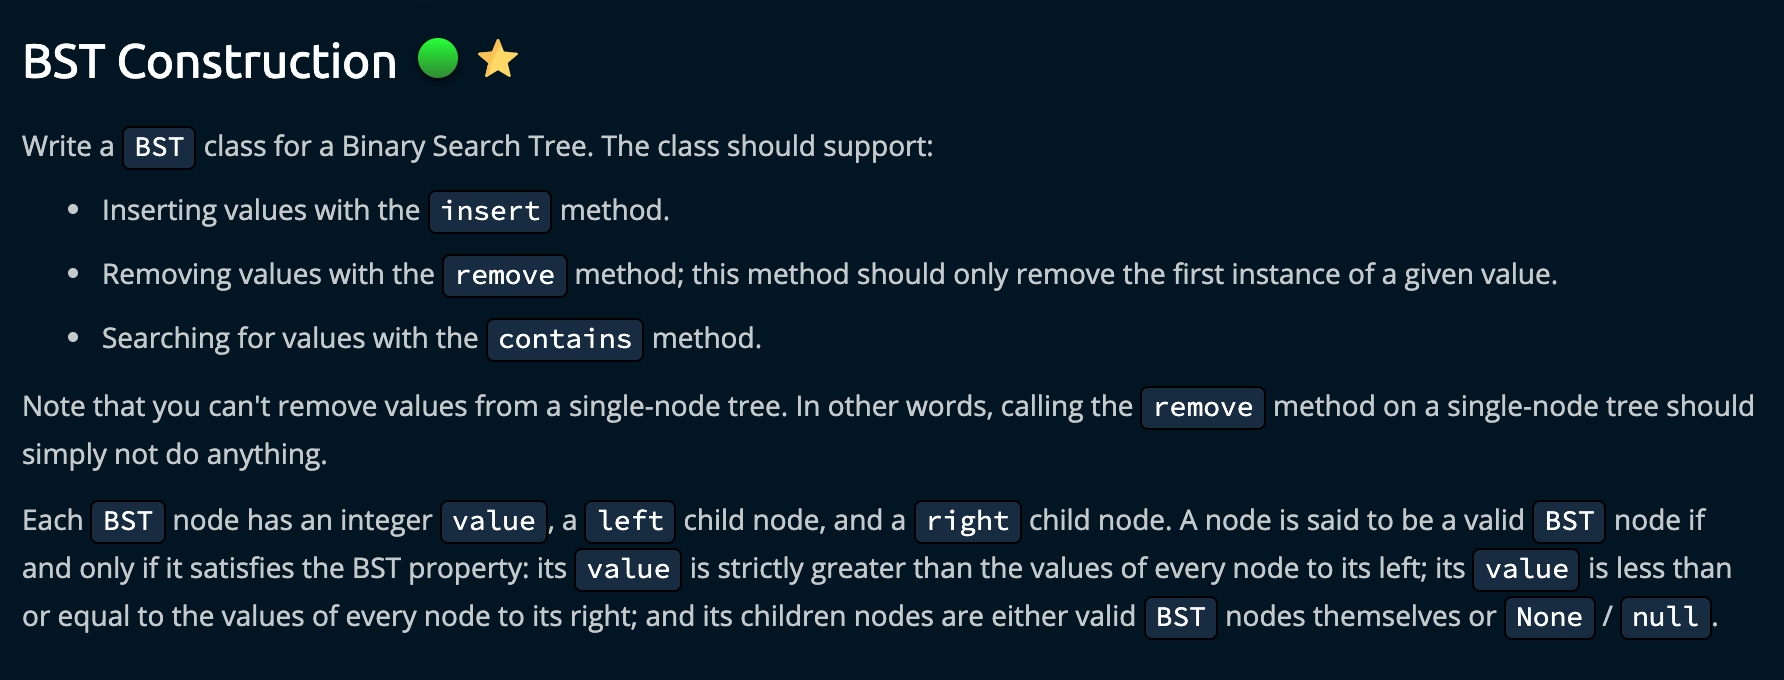 BST Construction
Write a BST class for a Binary Search Tree. The class should support:
• Inserting values with the insert method.
• Removing values with the remove method; this method should only remove the first instance of a given value.
• Searching for values with the contains method.
Note that you can't remove values from a single-node tree. In other words, calling the remove method on a single-node tree should
simply not do anything.
Each BST node has an integer value, a left child node, and a right child node. A node is said to be a valid BST node if
and only if it satisfies the BST property: its value is strictly greater than the values of every node to its left; its value is less than
or equal to the values of every node to its right; and its children nodes are either valid BST nodes themselves or None / null.